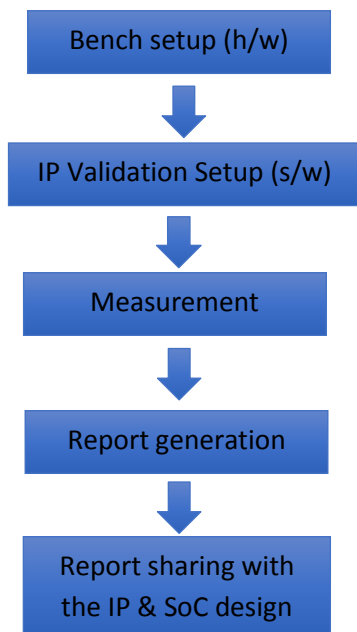 Bench setup (h/w)
IP Validation Setup (s/w)
Measurement
Report generation
Report sharing with
the IP & SoC design